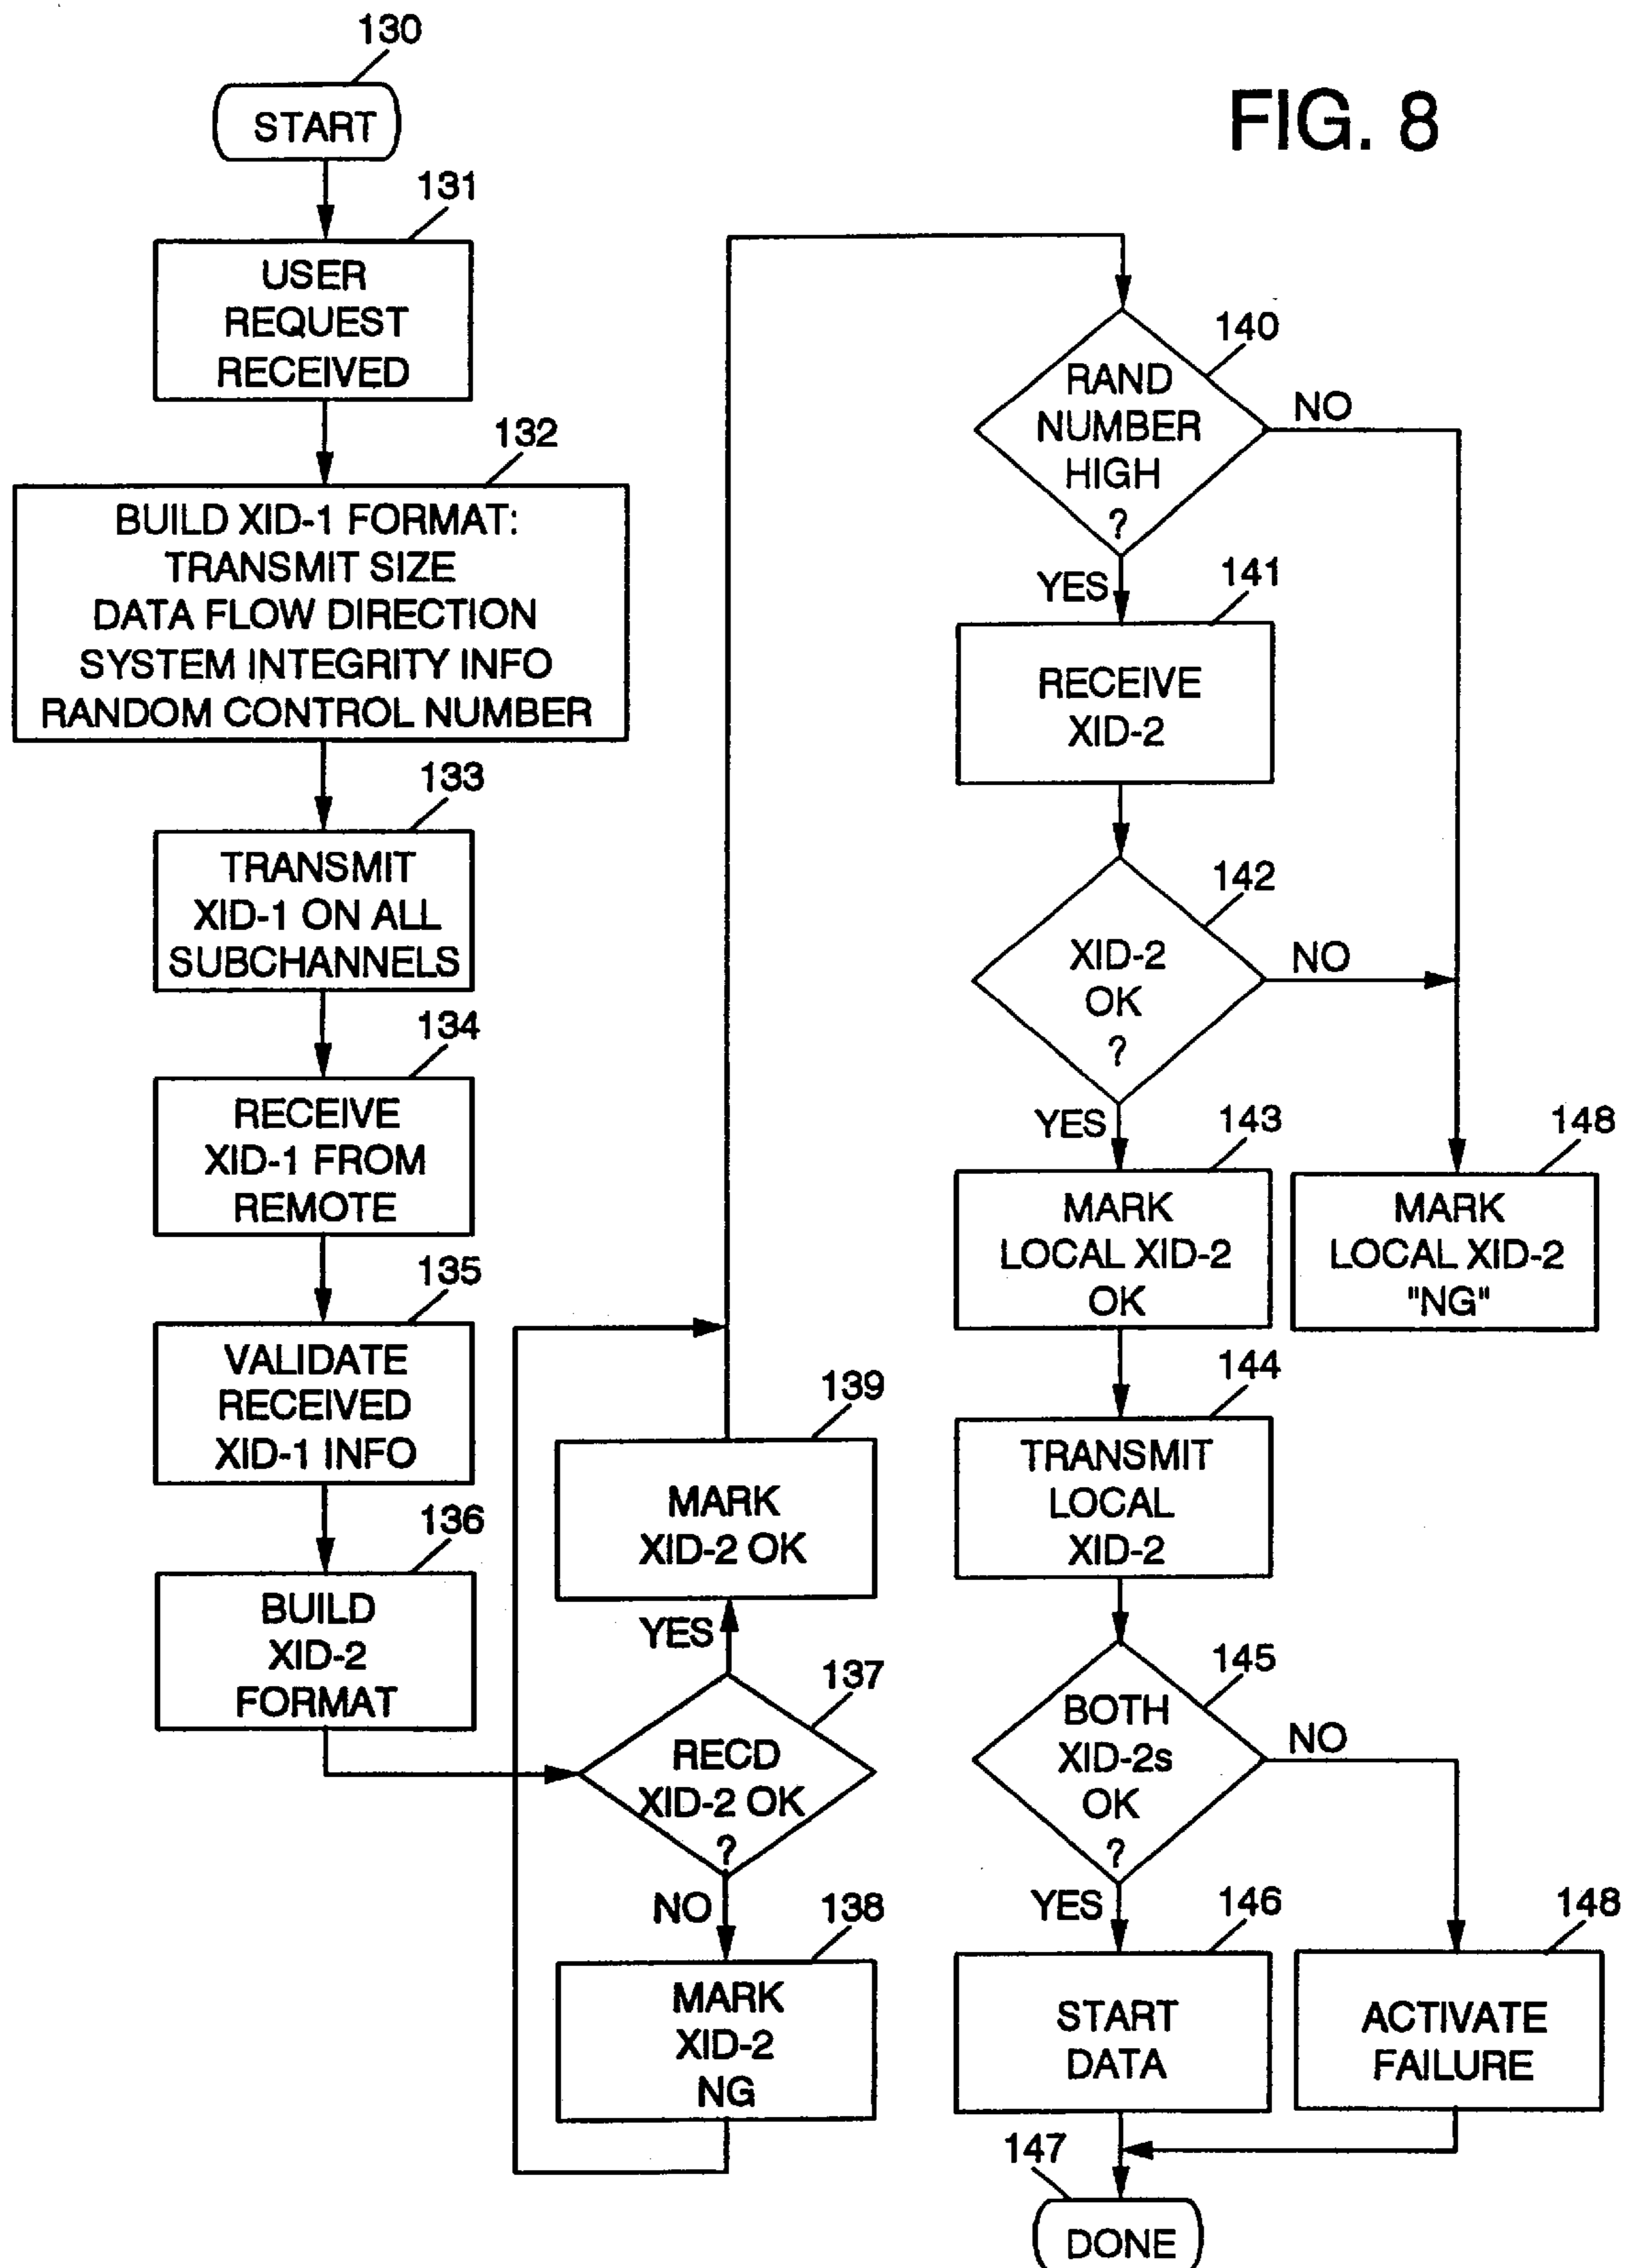 FIG. 8
130
START
131
USER
REQUEST
RECEIVED
132
BUILD XID-1 FORMAT:
TRANSMIT SIZE
DATA FLOW DIRECTION
SYSTEM INTEGRITY INFO
RANDOM CONTROL NUMBER
133
TRANSMIT
XID-1 ON ALL
SUBCHANNELS
134
RECEIVE
XID-1 FROM
REMOTE
135
VALIDATE
RECEIVED
XID-1 INFO
136
BUILD
XID-2
FORMAT
139
MARK
XID-2 OK
YES
137
RECD
XID-2 OK
?
NO
138
MARK
XID-2
NG
140
RAND
NUMBER
HIGH
?
NO
YES
141
RECEIVE
XID-2
142
XID-2
OK
?
NO
YES
143
MARK
LOCAL XID-2
OK
148
MARK
LOCAL XID-2
"NG"
144
TRANSMIT
LOCAL
XID-2
145
BOTH
XID-2s
OK
?
NO
YES
146
START
DATA
148
ACTIVATE
FAILURE
147
DONE